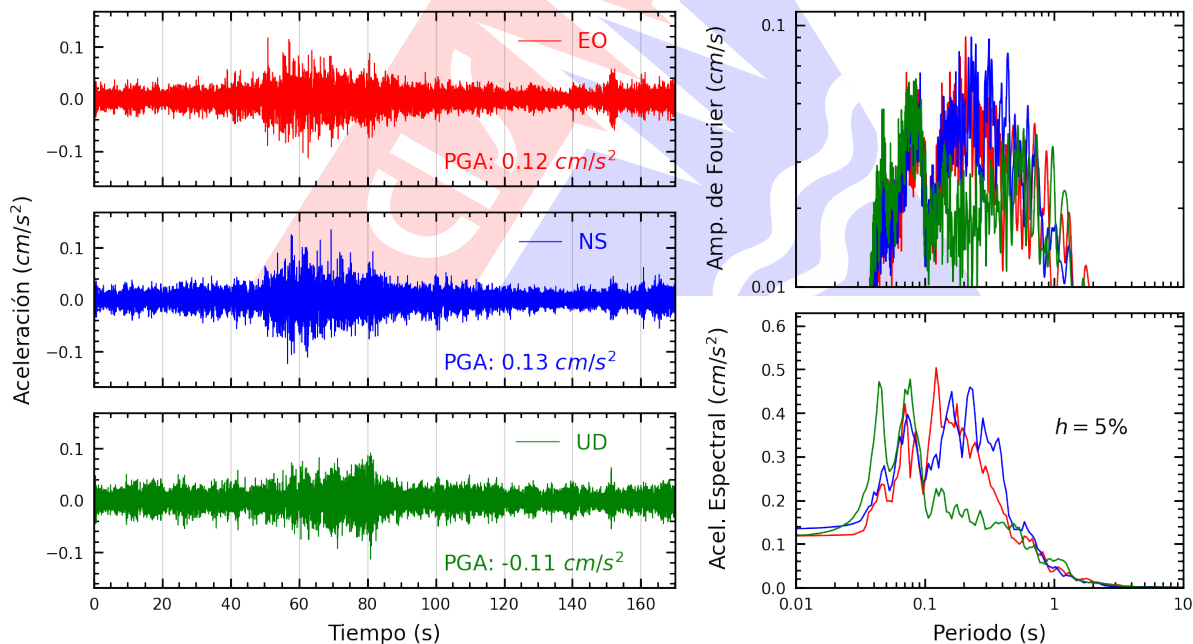 Aceleración (cm/s²)
0.1
0.0
−0.1
EO
PGA: 0.12 cm/s²
0.1
0.0
−0.1
NS
PGA: 0.13 cm/s²
0.1
0.0
−0.1
UD
PGA: -0.11 cm/s²
0 20 40 60 80 100 120 140 160
Tiempo (s)
Amp. de Fourier (cm/s)
0.1
0.01
Acel. Espectral (cm/s²)
0.6
0.5
0.4
0.3
0.2
0.1
0.0
h = 5%
0.01 0.1 1 10
Periodo (s)